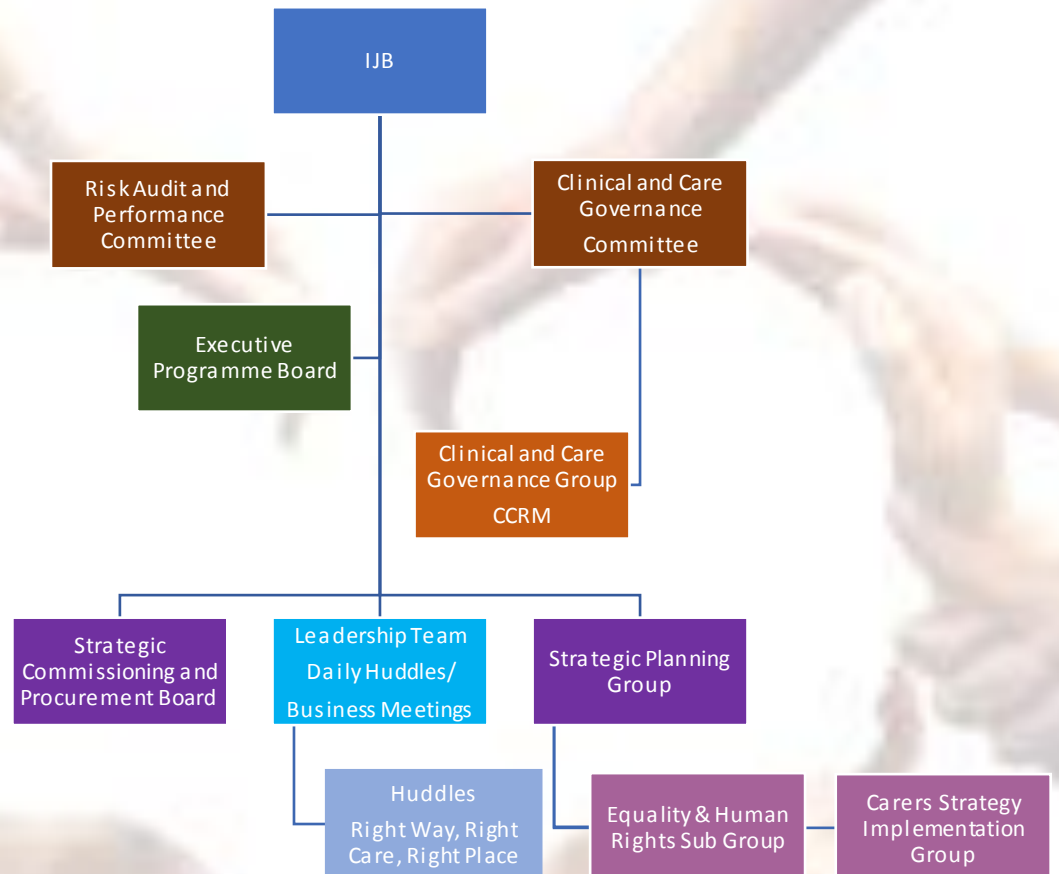 IJB
Risk Audit and
Performance
Committee
Clinical and Care
Governance
Committee
Executive
Programme Board
Clinical and Care
Governance Group
CCRM
Strategic
Commissioning and
Procurement Board
Leadership Team
Daily Huddles/
Business Meetings
Strategic Planning
Group
Huddles
Right Way, Right
Care, Right Place
Equality & Human
Rights Sub Group
Carers Strategy
Implementation
Group